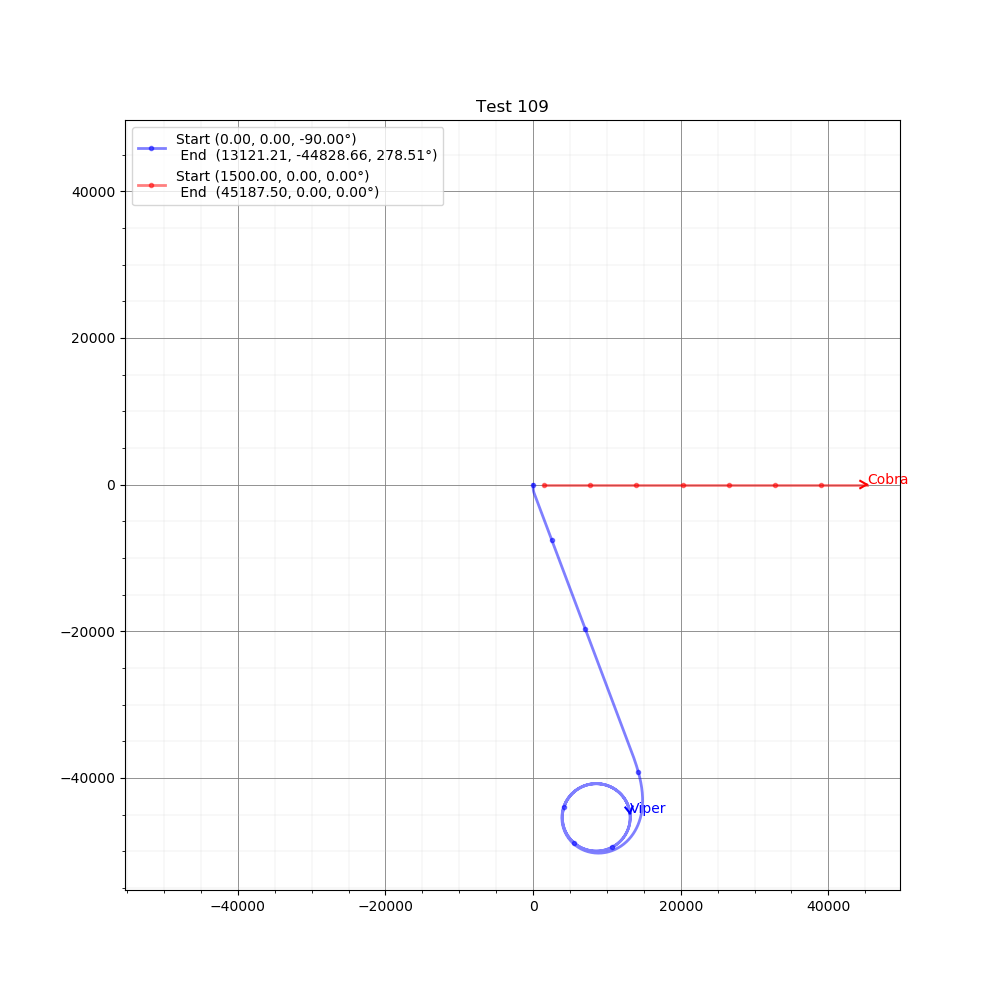 Test 109
Start (0.00, 0.00, -90.00°)
End (13121.21, -44828.66, 278.51°)
Start (1500.00, 0.00, 0.00°)
End (45187.50, 0.00, 0.00°)
40000
20000
0
−20000
−40000
Cobra
Viper
−40000
−20000
0
20000
40000